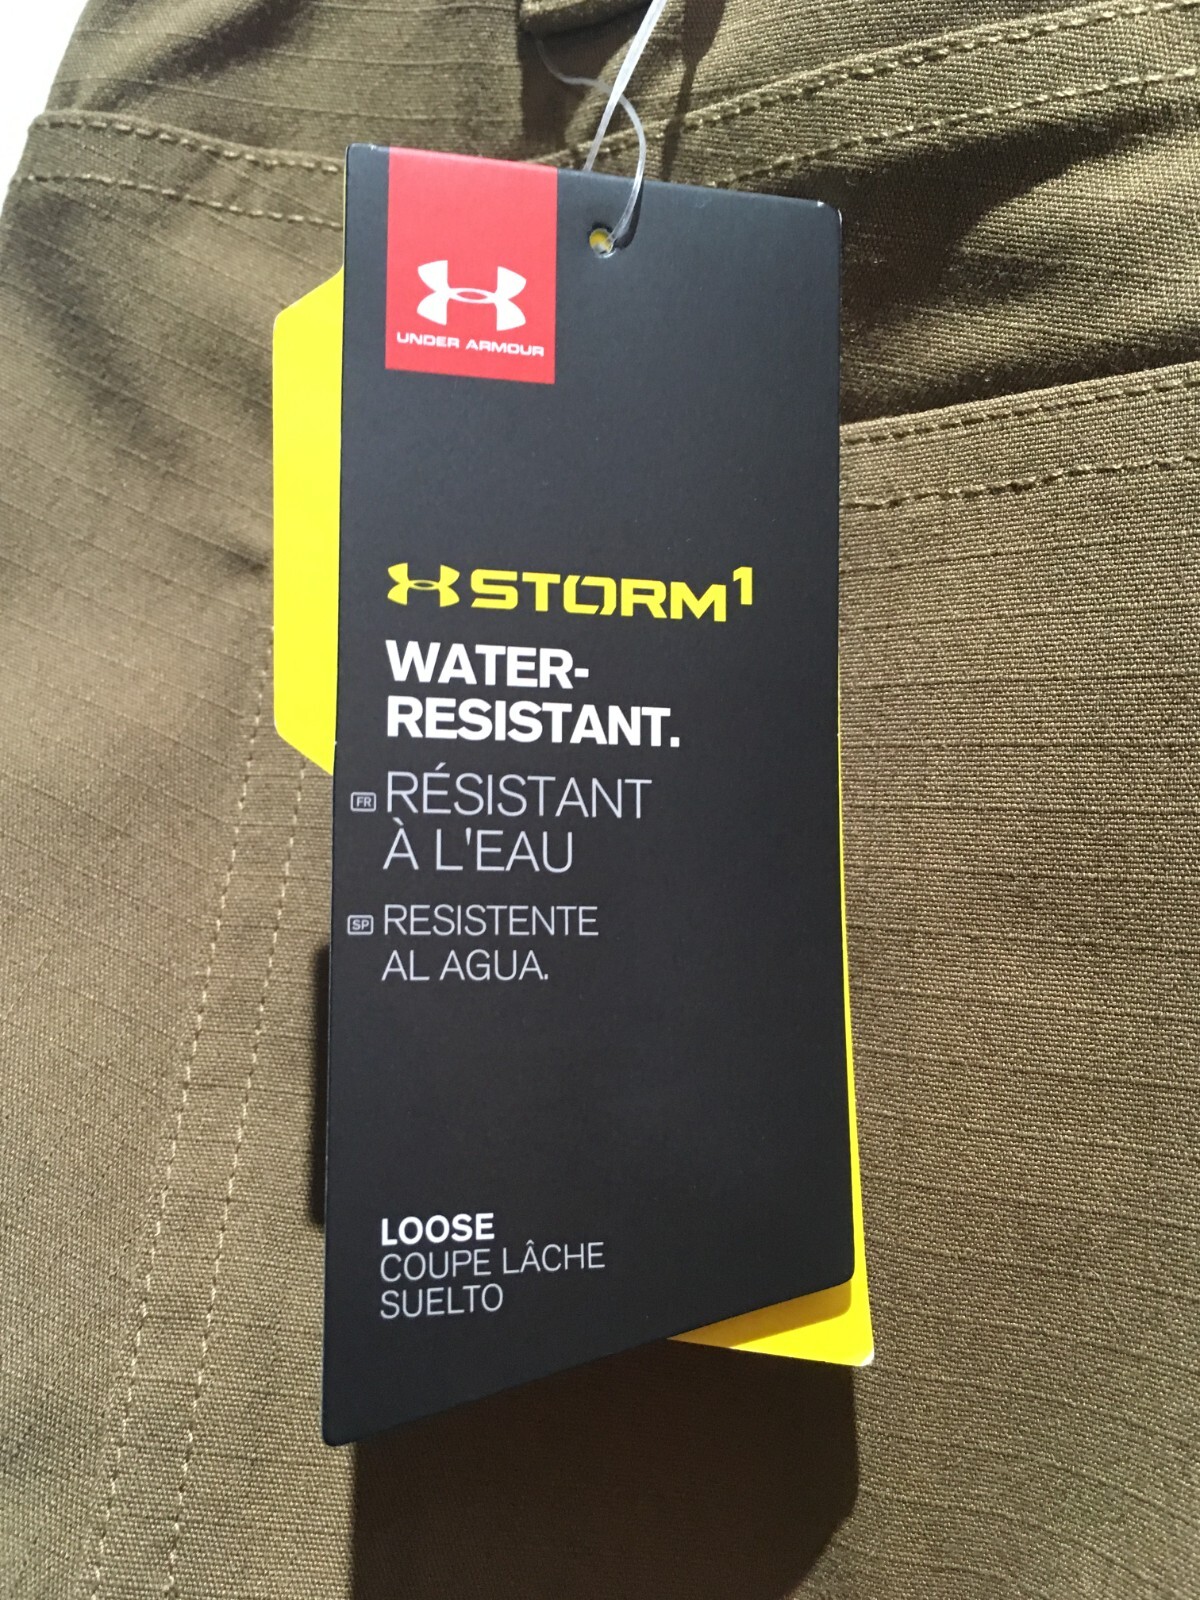 UNDER ARMOUR
STORM1
WATER-
RESISTANT.
FR RÉSISTANT
À L'EAU
SP RESISTENTE
AL AGUA.
LOOSE
COUPE LÂCHE
SUELTO